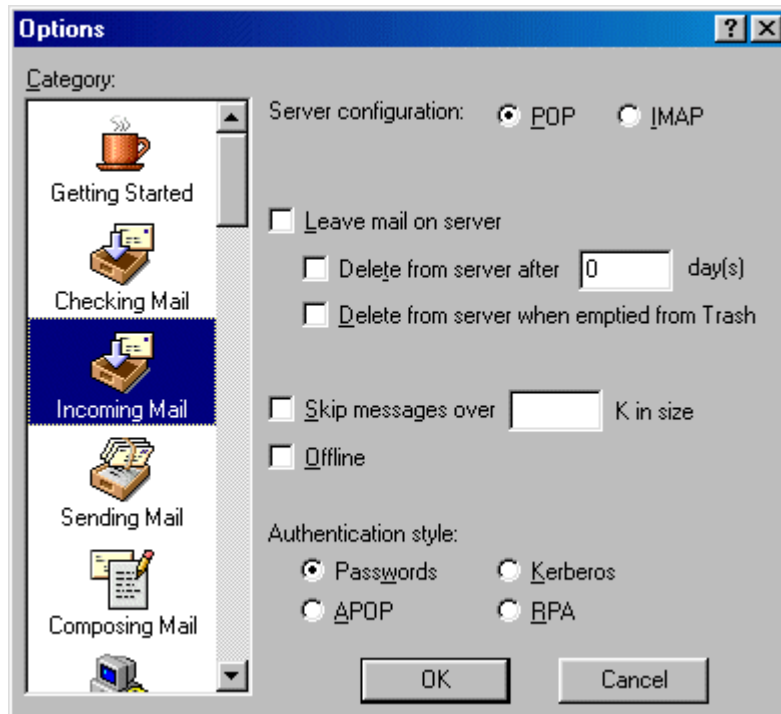 Options
Category:
Getting Started
Checking Mail
Incoming Mail
Sending Mail
Composing Mail
Server configuration: POP IMAP
Leave mail on server
Delete from server after 0 day(s)
Delete from server when emptied from Trash
Skip messages over K in size
Offline
Authentication style:
Passwords Kerberos
APOP RPA
OK Cancel